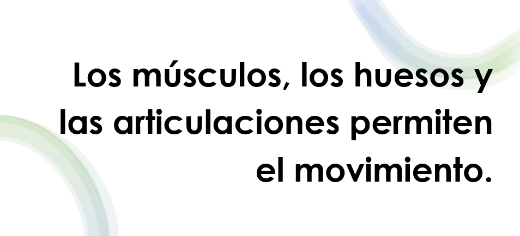 Los músculos, los huesos y
las articulaciones permiten
el movimiento.